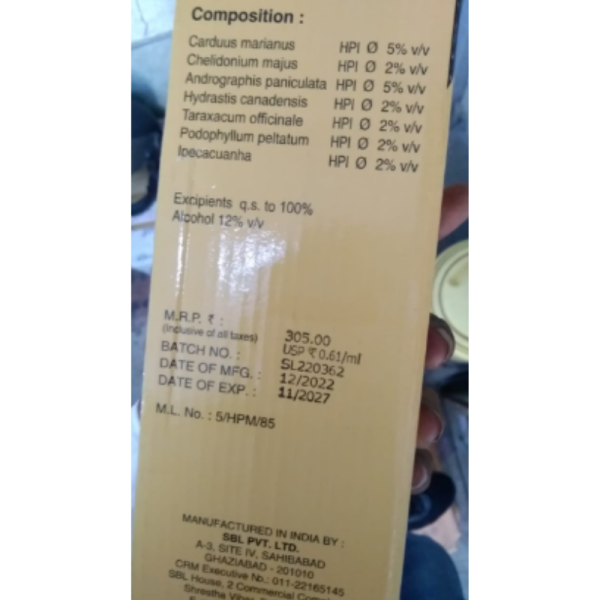 Composition :
Carduus marianus HPI Ø 5% v/v
Chelidonium majus HPI Ø 2% v/v
Andrographis paniculata HPI Ø 5% v/v
Hydrastis canadensis HPI Ø 2% v/v
Taraxacum officinale HPI Ø 2% v/v
Podophyllum peltatum HPI Ø 2% v/v
Ipecacuanha HPI Ø 2% v/v
Excipients q.s. to 100%
Alcohol 12% v/v
M.R.P. ₹ : 305.00
(Inclusive of all taxes) USP ₹ 0.61/ml
BATCH NO. : SL220362
DATE OF MFG. : 12/2022
DATE OF EXP. : 11/2027
M.L. No. : 5/HPM/85
MANUFACTURED IN INDIA BY :
SBL PVT. LTD.
A-3, SITE IV, SAHIBABAD
GHAZIABAD - 201010
CRM Executive No.: 011-22165145
SBL House, 2 Commercial
Shrestha